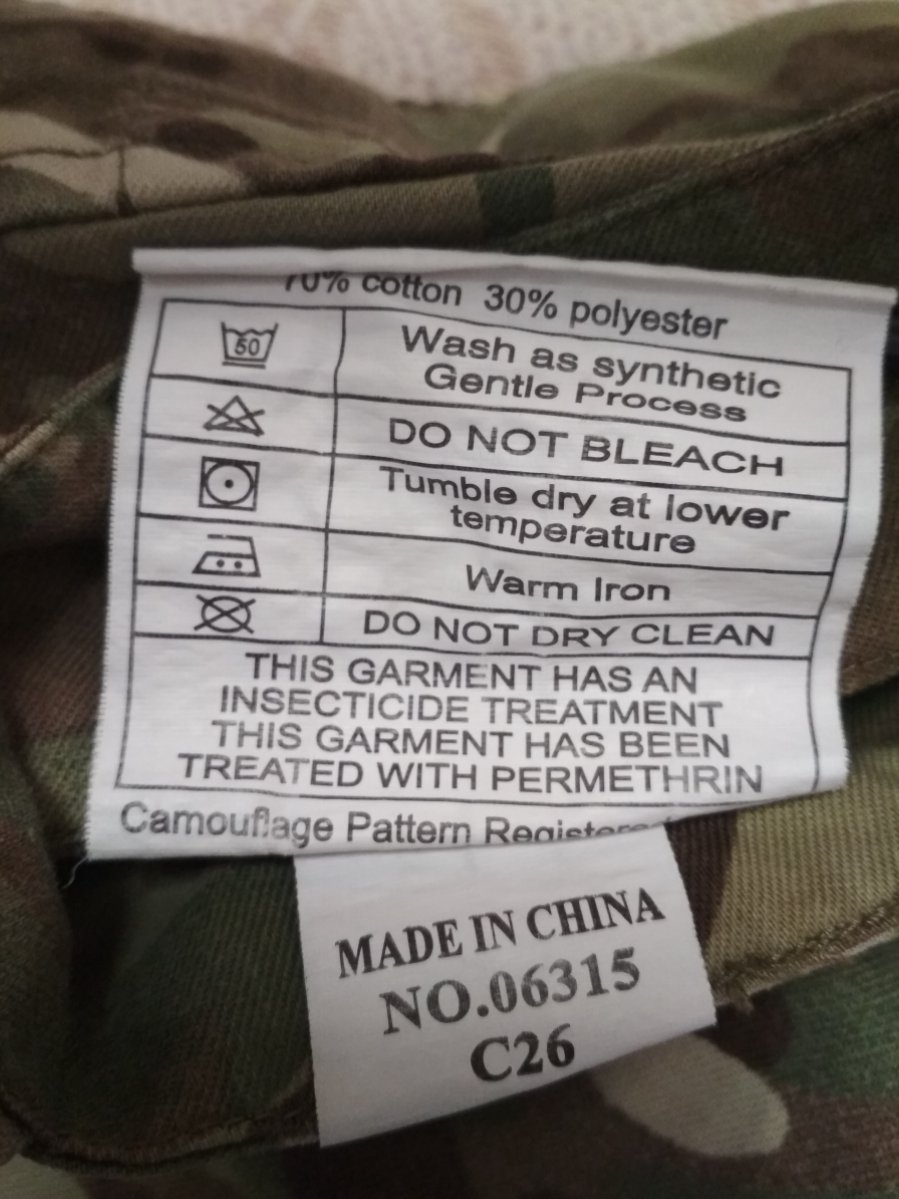 70% cotton 30% polyester
60
Wash as synthetic
Gentle Process
DO NOT BLEACH
Tumble dry at lower
temperature
Warm Iron
DO NOT DRY CLEAN
THIS GARMENT HAS AN
INSECTICIDE TREATMENT
THIS GARMENT HAS BEEN
TREATED WITH PERMETHRIN
Camouflage Pattern Registered
MADE IN CHINA
NO.06315
C26